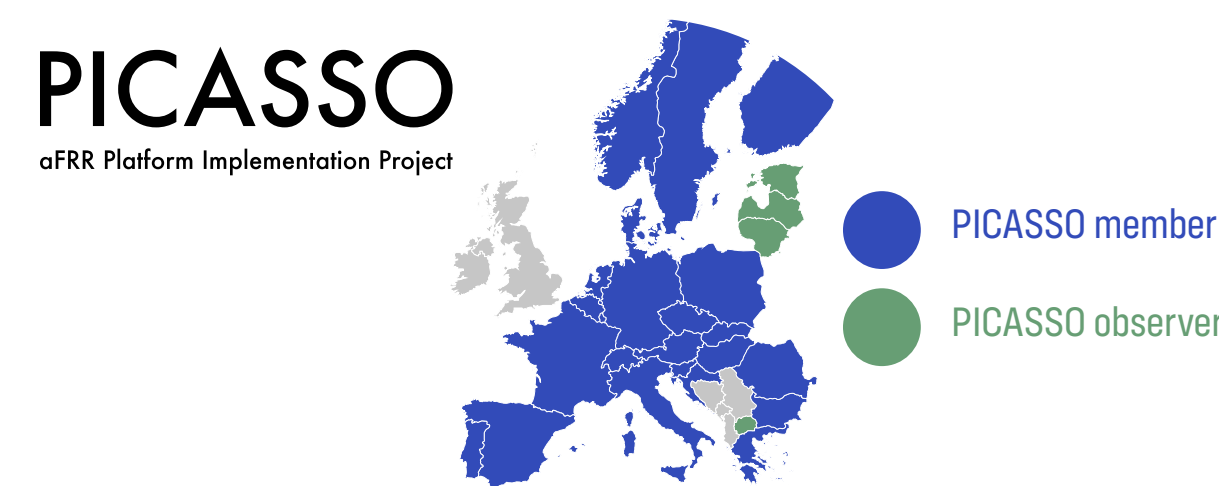 PICASSO
aFRR Platform Implementation Project
PICASSO member
PICASSO observer